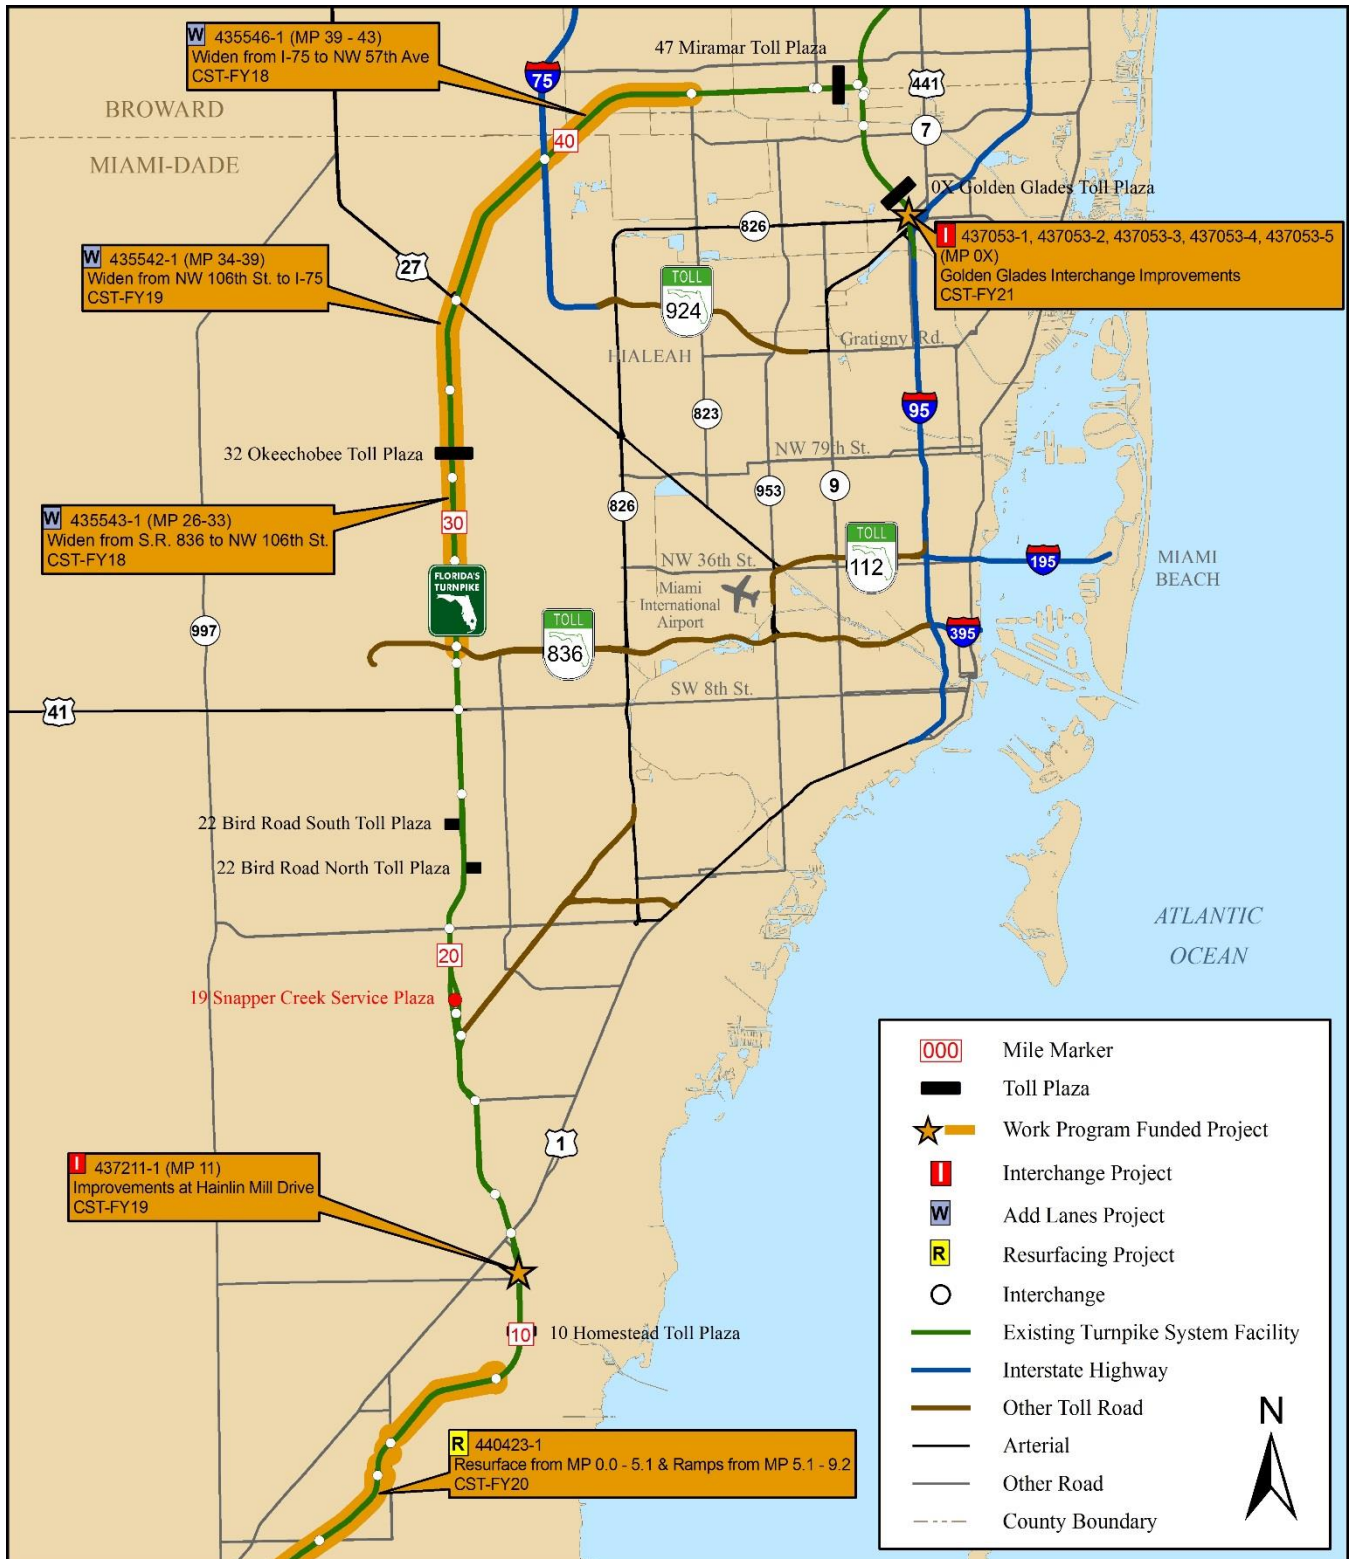 W 435546-1 (MP 39 - 43)
Widen from I-75 to NW 57th Ave
CST-FY18
47 Miramar Toll Plaza
75
441
BROWARD
40
7
MIAMI-DADE
0X Golden Glades Toll Plaza
826
I 437053-1, 437053-2, 437053-3, 437053-4, 437053-5
(MP 0X)
Golden Glades Interchange Improvements
CST-FY21
W 435542-1 (MP 34-39)
Widen from NW 106th St. to I-75
CST-FY19
27
TOLL
924
HIALEAH
Gratigny Rd.
823
95
32 Okeechobee Toll Plaza
NW 79th St.
953
9
826
W 435543-1 (MP 26-33)
Widen from S.R. 836 to NW 106th St.
CST-FY18
30
TOLL
112
NW 36th St.
195
MIAMI
BEACH
FLORIDA'S
TURNPIKE
Miami
International
Airport
997
TOLL
836
395
SW 8th St.
41
22 Bird Road South Toll Plaza
22 Bird Road North Toll Plaza
ATLANTIC
OCEAN
20
19 Snapper Creek Service Plaza
1
I 437211-1 (MP 11)
Improvements at Hainlin Mill Drive
CST-FY19
10
10 Homestead Toll Plaza
R 440423-1
Resurface from MP 0.0 - 5.1 & Ramps from MP 5.1 - 9.2
CST-FY20
000 Mile Marker
Toll Plaza
Work Program Funded Project
I Interchange Project
W Add Lanes Project
R Resurfacing Project
Interchange
Existing Turnpike System Facility
Interstate Highway
Other Toll Road
Arterial
Other Road
County Boundary
N